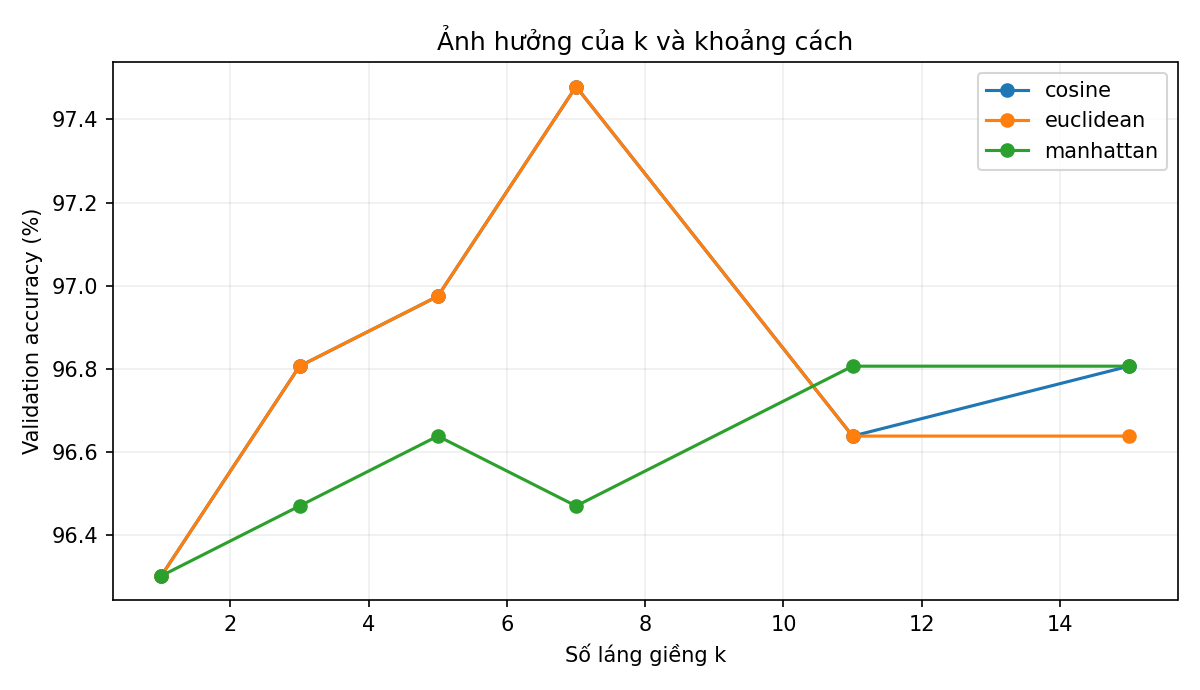 Ảnh hưởng của k và khoảng cách
cosine
euclidean
manhattan
Validation accuracy (%)
97.4
97.2
97.0
96.8
96.6
96.4
2 4 6 8 10 12 14
Số láng giềng k